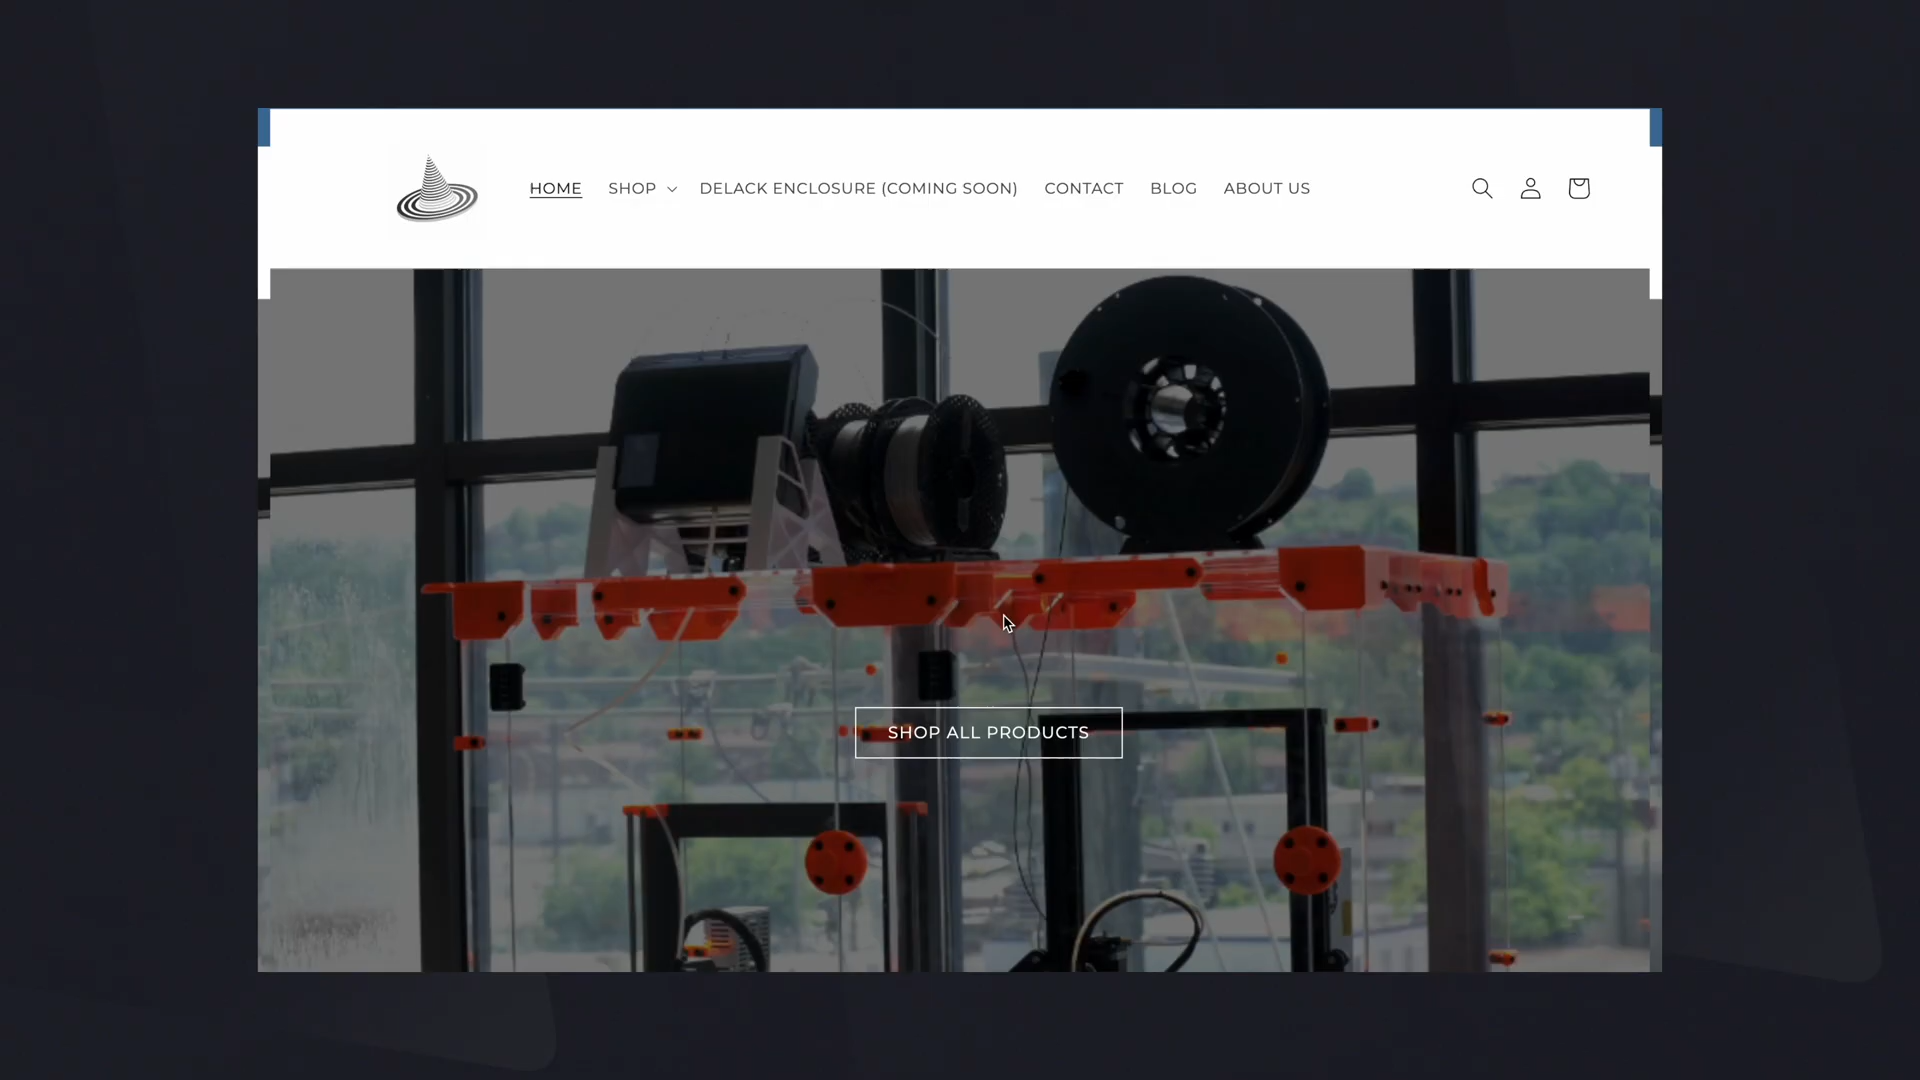 HOME SHOP DELACK ENCLOSURE (COMING SOON) CONTACT BLOG ABOUT US
SHOP ALL PRODUCTS